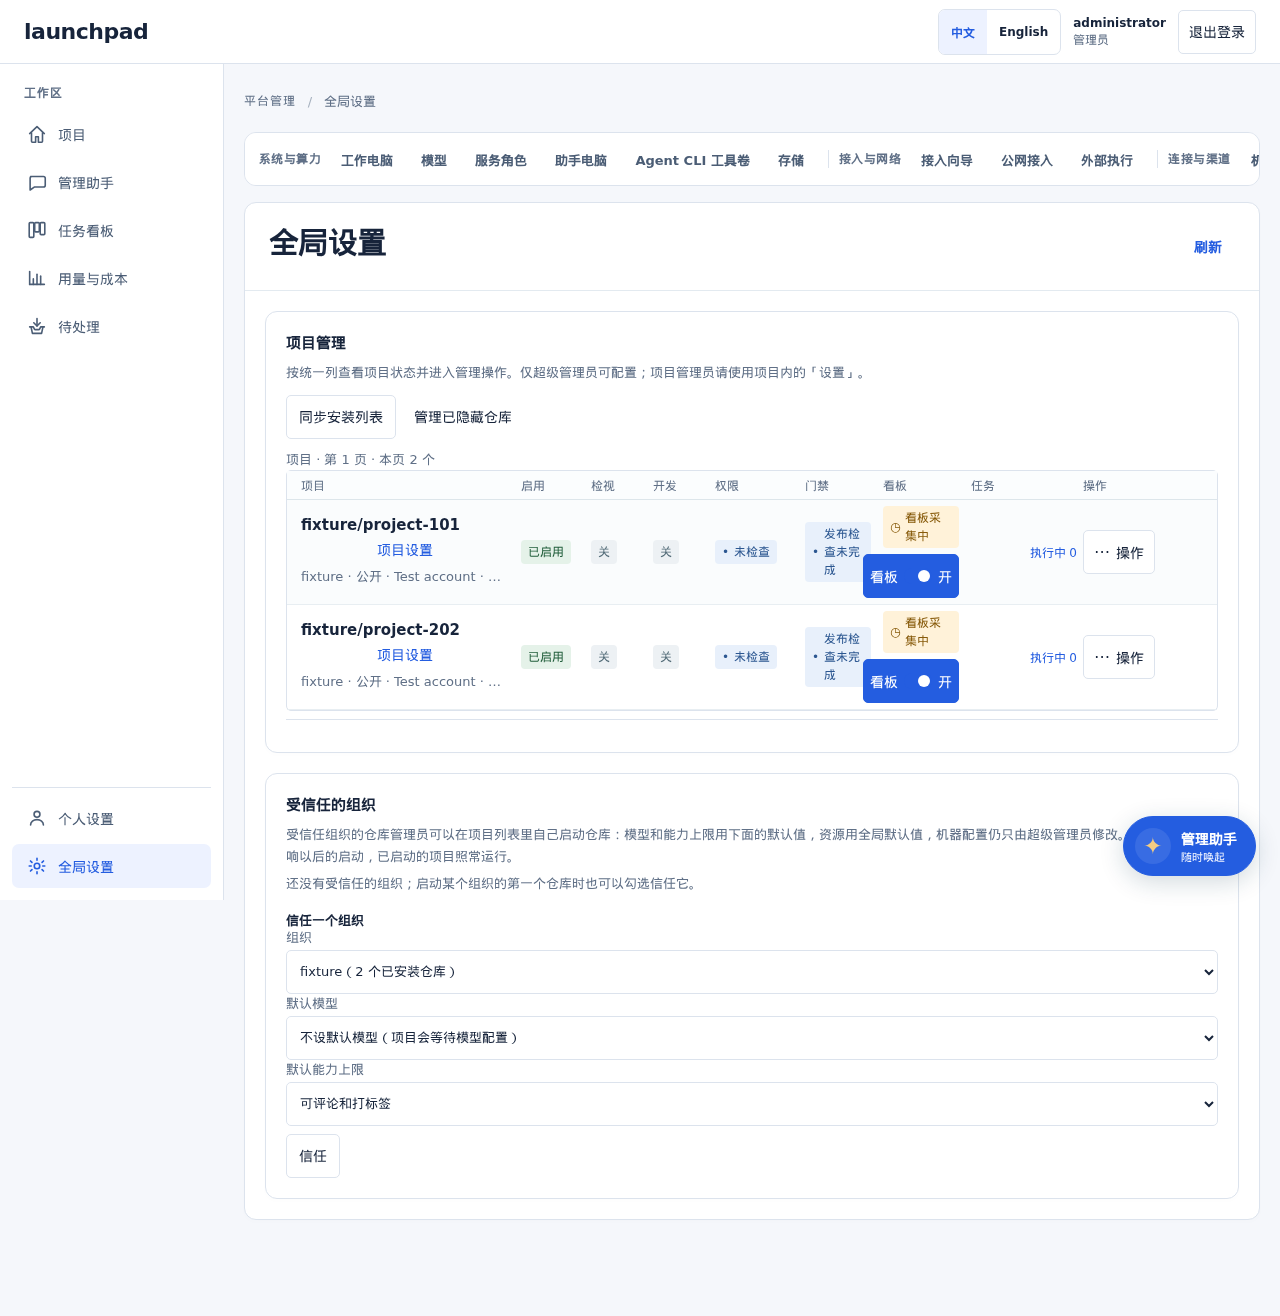 launchpad
中文 English administrator 管理员 退出登录
工作区
项目
管理助手
任务看板
用量与成本
待处理
个人设置
全局设置
平台管理 / 全局设置
系统与算力 工作电脑 模型 服务角色 助手电脑 Agent CLI 工具卷 存储 接入与网络 接入向导 公网接入 外部执行 连接与渠道
全局设置
刷新
项目管理
按统一列查看项目状态并进入管理操作。仅超级管理员可配置；项目管理员请使用项目内的「设置」。
同步安装列表 管理已隐藏仓库
项目 · 第 1 页 · 本页 2 个
项目 启用 检视 开发 权限 门禁 看板 任务 操作
fixture/project-101
项目设置
fixture · 公开 · Test account · …
已启用 关 关 • 未检查
• 发布检
查未完
成
◷ 看板采
集中
看板 开
执行中 0
··· 操作
fixture/project-202
项目设置
fixture · 公开 · Test account · …
已启用 关 关 • 未检查
• 发布检
查未完
成
◷ 看板采
集中
看板 开
执行中 0
··· 操作
受信任的组织
受信任组织的仓库管理员可以在项目列表里自己启动仓库：模型和能力上限用下面的默认值，资源用全局默认值，机器配置仍只由超级管理员修改。
响以后的启动，已启动的项目照常运行。
还没有受信任的组织；启动某个组织的第一个仓库时也可以勾选信任它。
信任一个组织
组织
fixture（2 个已安装仓库）
默认模型
不设默认模型（项目会等待模型配置）
默认能力上限
可评论和打标签
信任
管理助手
随时唤起